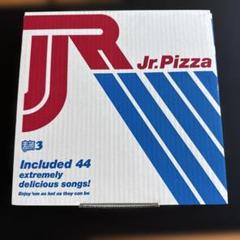 JR
Jr.Pizza
3
Included 44
extremely
delicious songs!
Enjoy 'em as hot as they can be